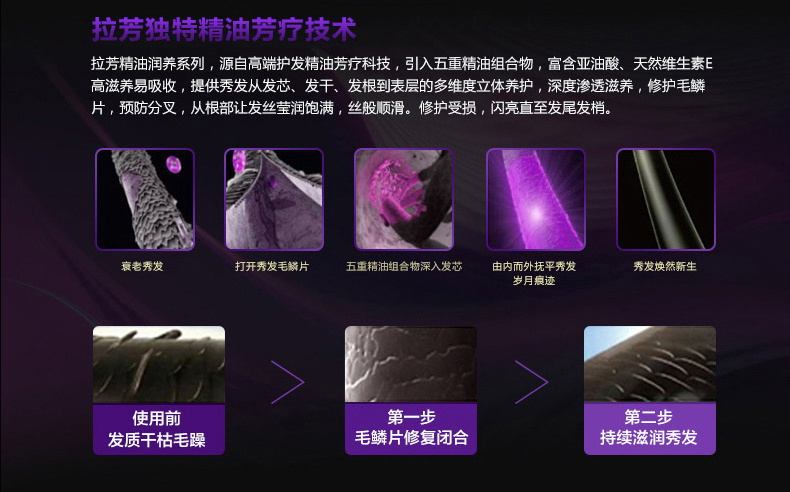 拉芳独特精油芳疗技术
拉芳精油润养系列，源自高端护发精油芳疗科技，引入五重精油组合物，富含亚油酸、天然维生素E
高滋养易吸收，提供秀发从发芯、发干、发根到表层的多维度立体养护，深度渗透滋养，修护毛鳞
片，预防分叉，从根部让发丝莹润饱满，丝般顺滑。修护受损，闪亮直至发尾发梢。
衰老秀发
打开秀发毛鳞片
五重精油组合物深入发芯
由内而外抚平秀发
岁月痕迹
秀发焕然新生
使用前
发质干枯毛躁
第一步
毛鳞片修复闭合
第二步
持续滋润秀发